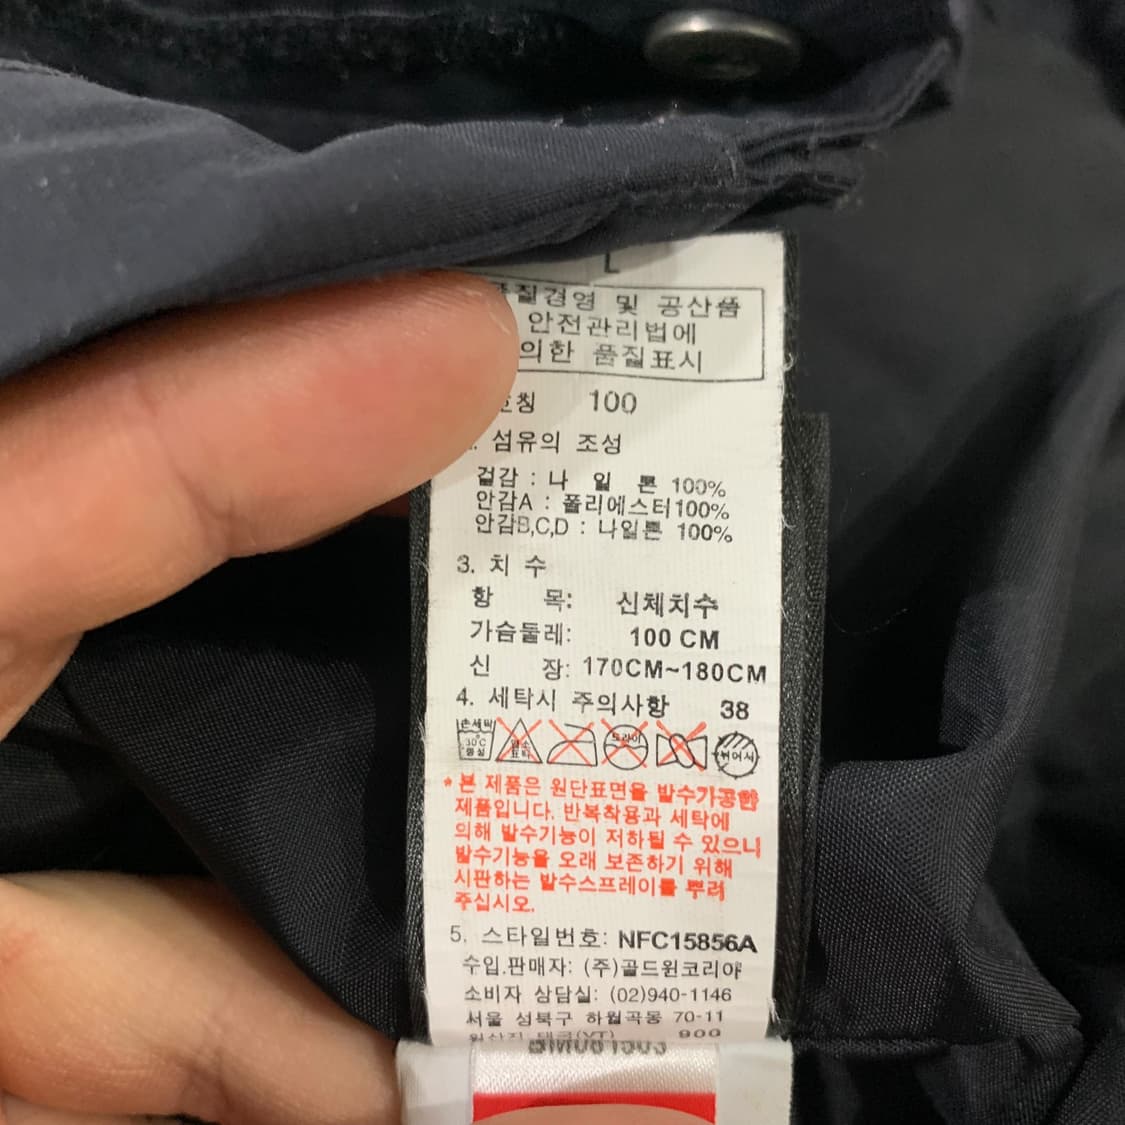 L
품질경영 및 공산품
안전관리법에
의한 품질표시
호칭 100
섬유의 조성
겉감 : 나 일 론 100%
안감A : 폴리에스터100%
안감B,C,D : 나일론 100%
3. 치 수
항 목: 신체치수
가슴둘레: 100 CM
신 장: 170CM~180CM
4. 세탁시 주의사항 38
손세탁 30℃ 중성 염소 표백 드라이 뉘어서
*본 제품은 원단표면을 발수가공한
제품입니다. 반복착용과 세탁에
의해 발수기능이 저하될 수 있으니
발수기능을 오래 보존하기 위해
시판하는 발수스프레이를 뿌려
주십시오.
5. 스타일번호: NFC15856A
수입.판매자: (주)골드윈코리아
소비자 상담실: (02)940-1146
서울 성북구 하월곡동 70-11